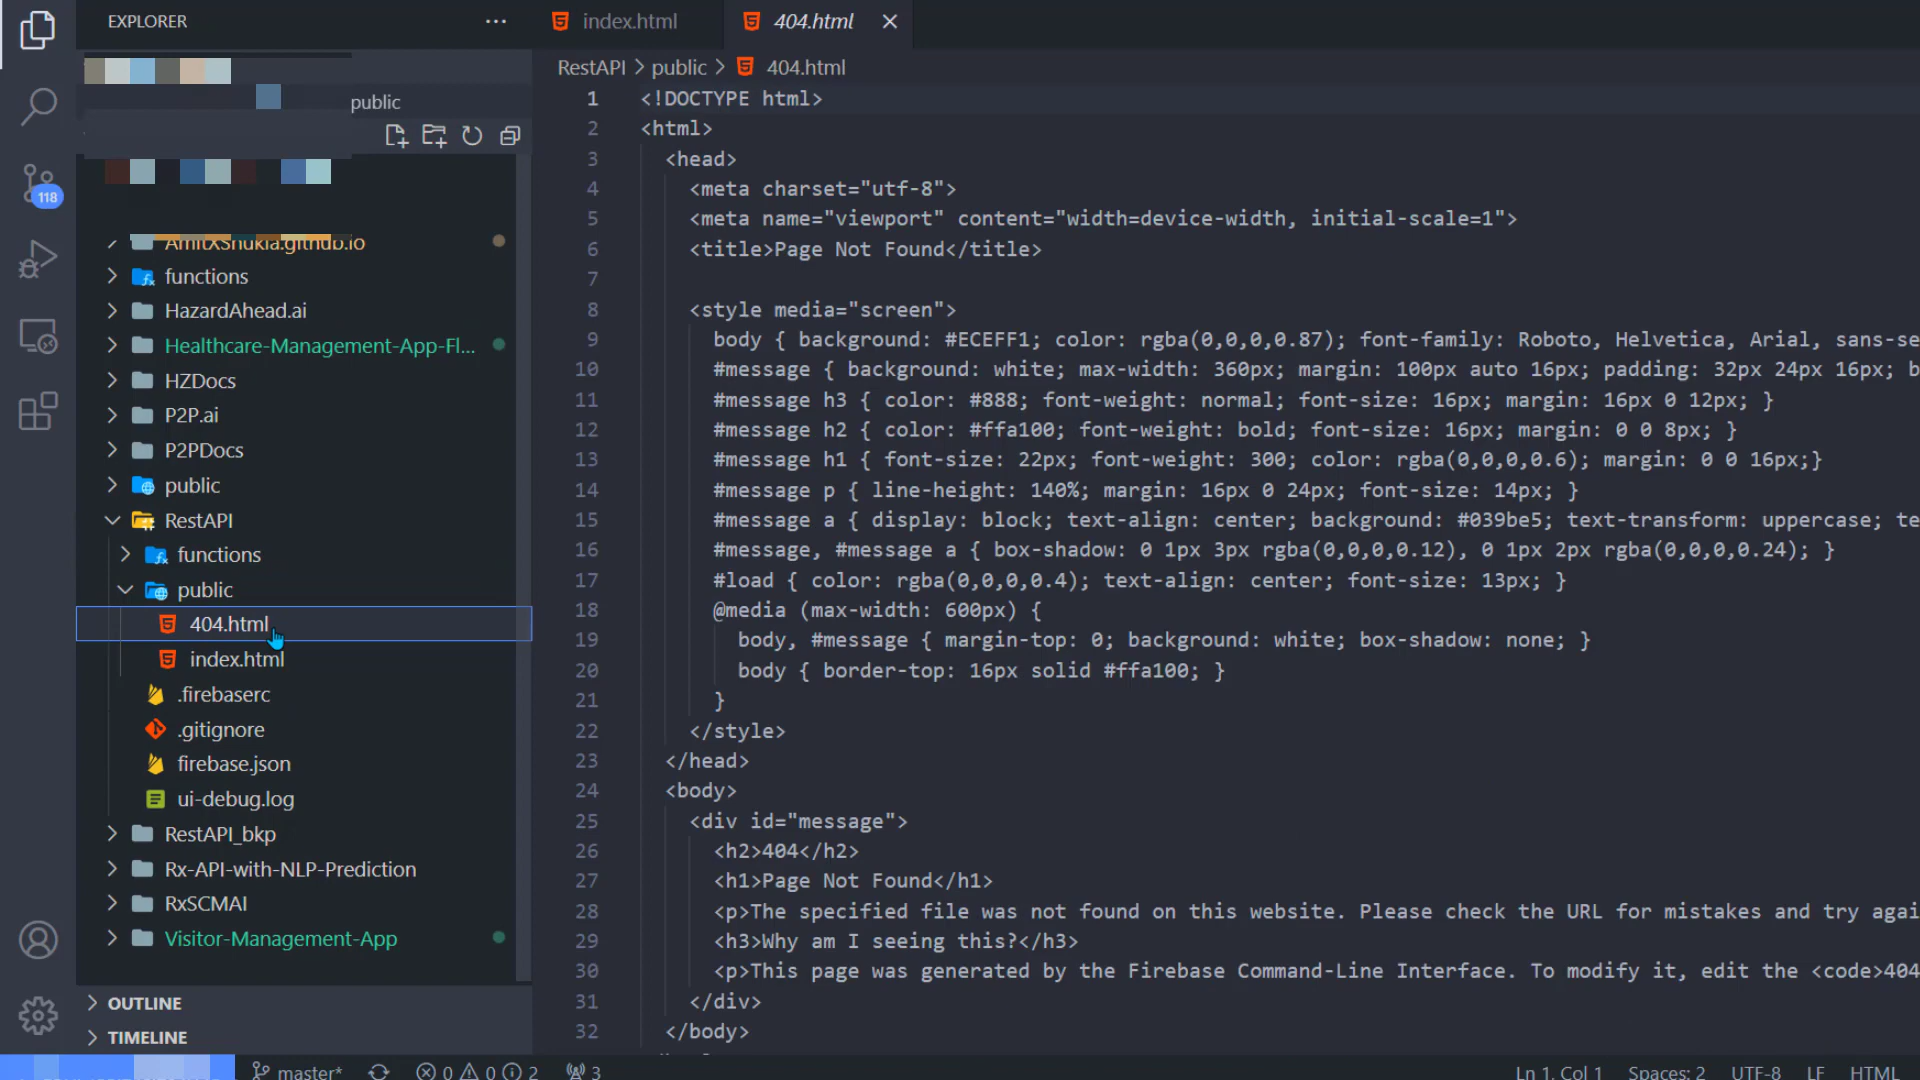 EXPLORER
index.html
404.html
RestAPI > public > 404.html
public
118
AmitXShukla.github.io
functions
HazardAhead.ai
Healthcare-Management-App-Fl...
HZDocs
P2P.ai
P2PDocs
public
RestAPI
functions
public
404.html
index.html
.firebaserc
.gitignore
firebase.json
ui-debug.log
RestAPI_bkp
Rx-API-with-NLP-Prediction
RxSCMAI
Visitor-Management-App
OUTLINE
TIMELINE
1 <!DOCTYPE html>
2 <html>
3 <head>
4 <meta charset="utf-8">
5 <meta name="viewport" content="width=device-width, initial-scale=1">
6 <title>Page Not Found</title>
7
8 <style media="screen">
9 body { background: #ECEFF1; color: rgba(0,0,0,0.87); font-family: Roboto, Helvetica, Arial, sans-se
10 #message { background: white; max-width: 360px; margin: 100px auto 16px; padding: 32px 24px 16px; b
11 #message h3 { color: #888; font-weight: normal; font-size: 16px; margin: 16px 0 12px; }
12 #message h2 { color: #ffa100; font-weight: bold; font-size: 16px; margin: 0 0 8px; }
13 #message h1 { font-size: 22px; font-weight: 300; color: rgba(0,0,0,0.6); margin: 0 0 16px;}
14 #message p { line-height: 140%; margin: 16px 0 24px; font-size: 14px; }
15 #message a { display: block; text-align: center; background: #039be5; text-transform: uppercase; te
16 #message, #message a { box-shadow: 0 1px 3px rgba(0,0,0,0.12), 0 1px 2px rgba(0,0,0,0.24); }
17 #load { color: rgba(0,0,0,0.4); text-align: center; font-size: 13px; }
18 @media (max-width: 600px) {
19 body, #message { margin-top: 0; background: white; box-shadow: none; }
20 body { border-top: 16px solid #ffa100; }
21 }
22 </style>
23 </head>
24 <body>
25 <div id="message">
26 <h2>404</h2>
27 <h1>Page Not Found</h1>
28 <p>The specified file was not found on this website. Please check the URL for mistakes and try agai
29 <h3>Why am I seeing this?</h3>
30 <p>This page was generated by the Firebase Command-Line Interface. To modify it, edit the <code>404
31 </div>
32 </body>
master* 0 0 2 3 Ln 1, Col 1 Spaces: 2 UTF-8 LF HTML